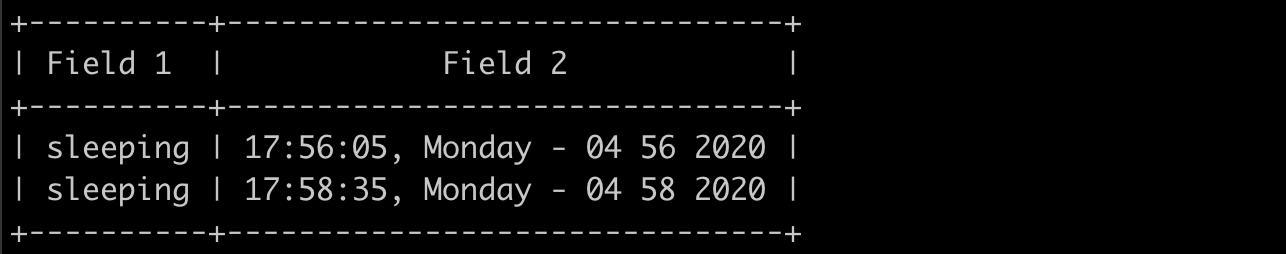 +----------+-------------------------------+
| Field 1  |            Field 2            |
+----------+-------------------------------+
| sleeping | 17:56:05, Monday - 04 56 2020 |
| sleeping | 17:58:35, Monday - 04 58 2020 |
+----------+-------------------------------+